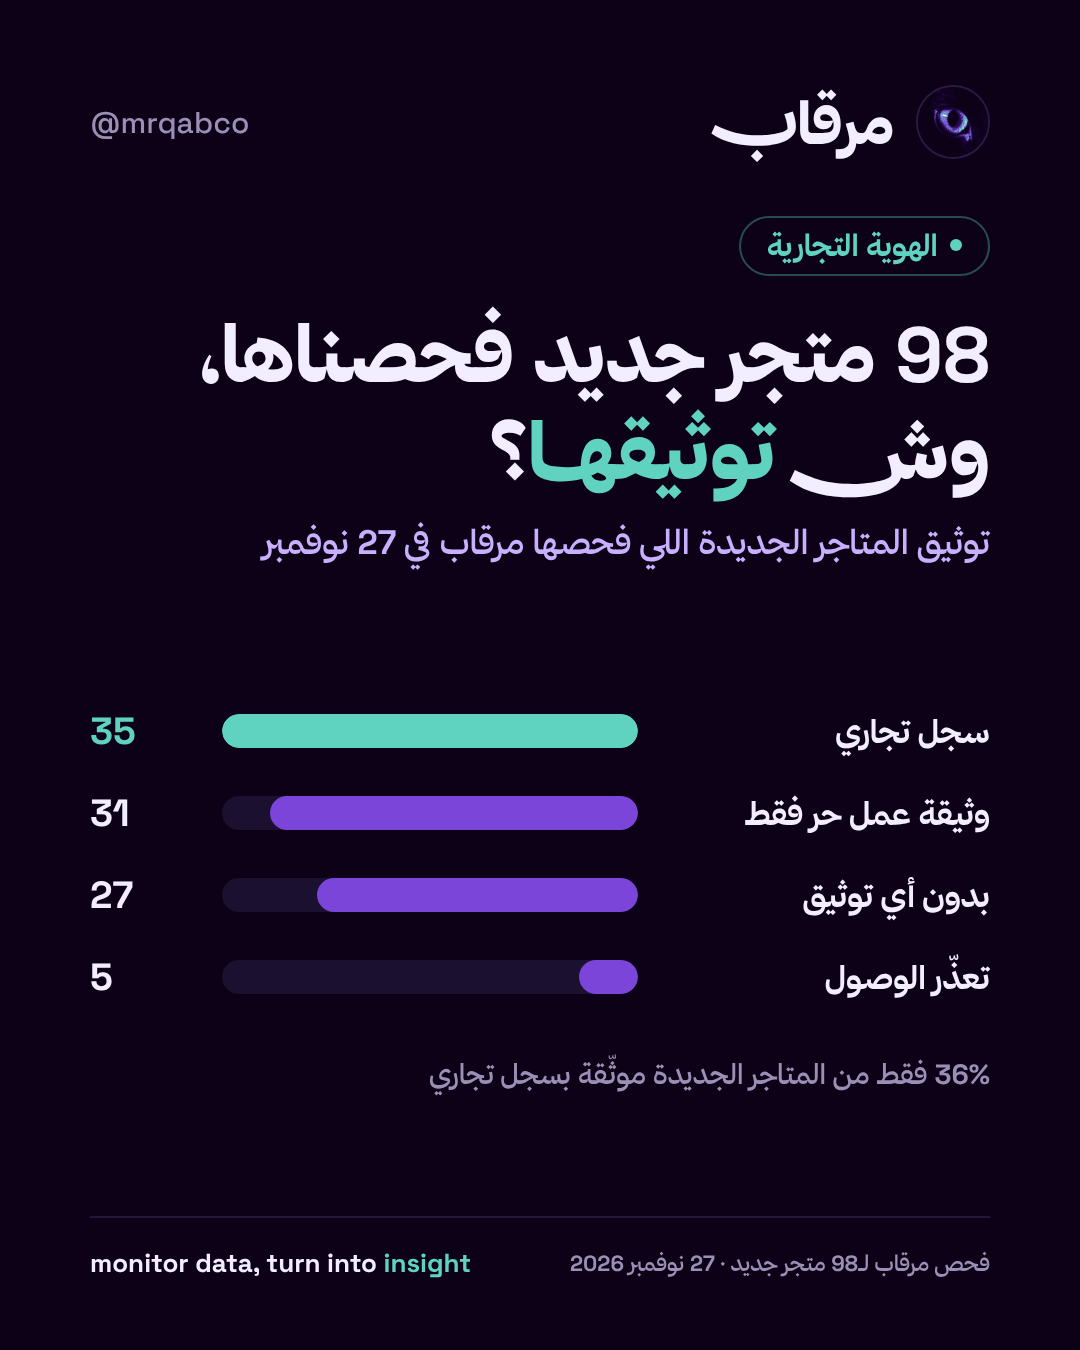 مرقاب
@mrqabco
الهوية التجارية
98 متجر جديد فحصناها،
وش توثيقهـا؟
توثيق المتاجر الجديدة اللي فحصها مرقاب في 27 نوفمبر
سجل تجاري 35
وثيقة عمل حر فقط 31
بدون أي توثيق 27
تعذّر الوصول 5
36% فقط من المتاجر الجديدة موثّقة بسجل تجاري
فحص مرقاب لـ98 متجر جديد · 27 نوفمبر 2026
monitor data, turn into insight